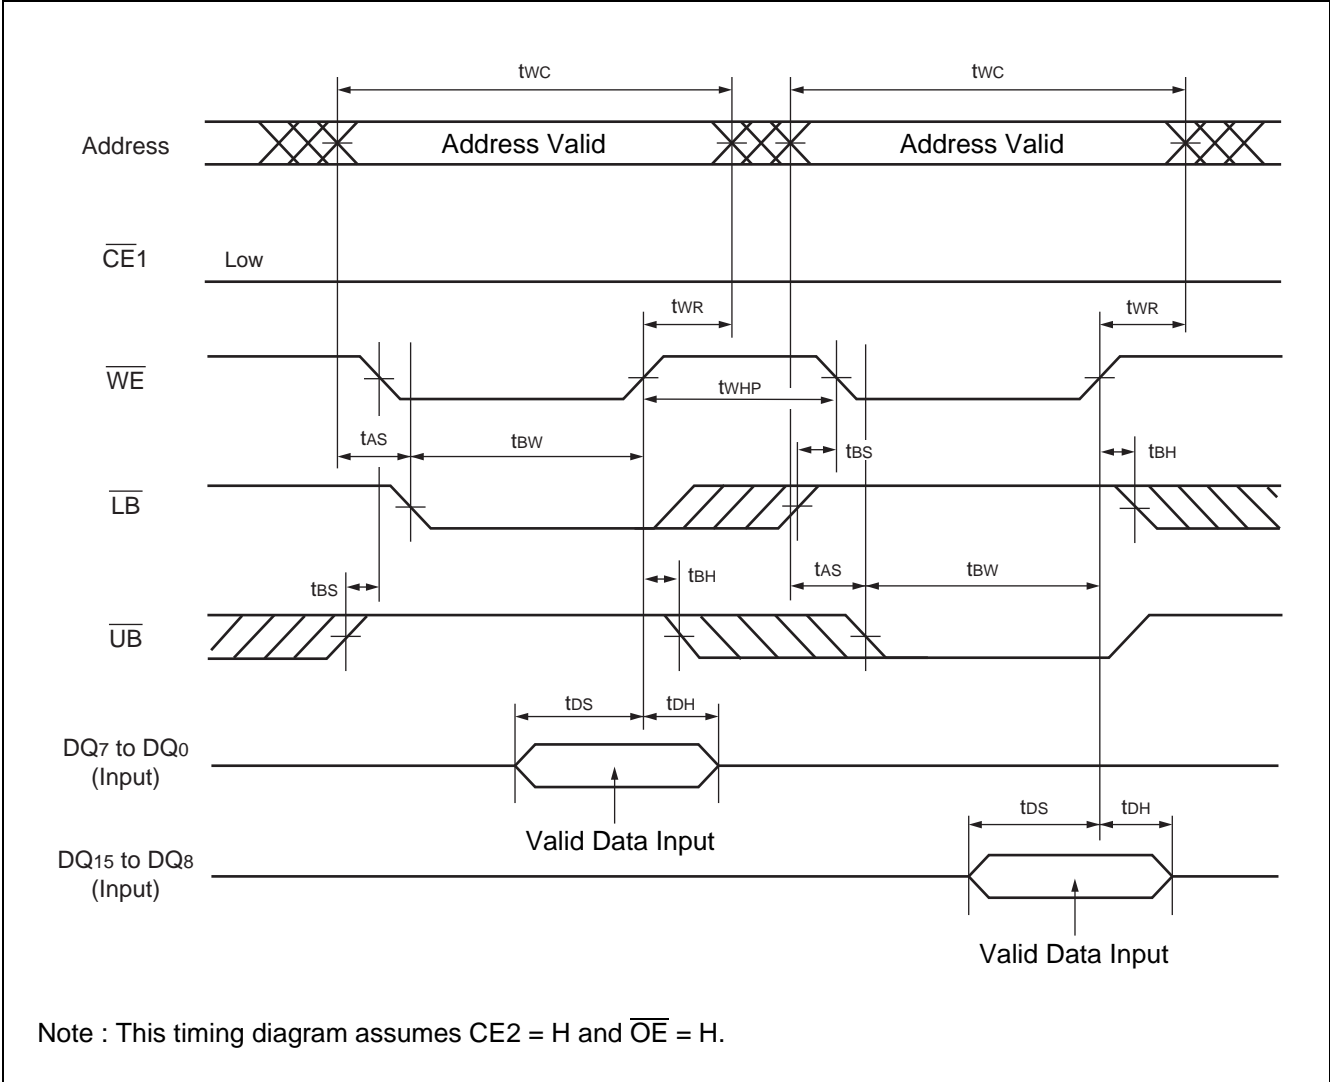 tWC tWC
Address Address Valid Address Valid
CE1 Low
tWR tWR
WE
tWHP
tAS tBW tBS tBH
LB
tBS tBH tAS tBW
UB
tDS tDH
DQ7 to DQ0
(Input)
Valid Data Input
tDS tDH
DQ15 to DQ8
(Input)
Valid Data Input
Note : This timing diagram assumes CE2 = H and OE = H.